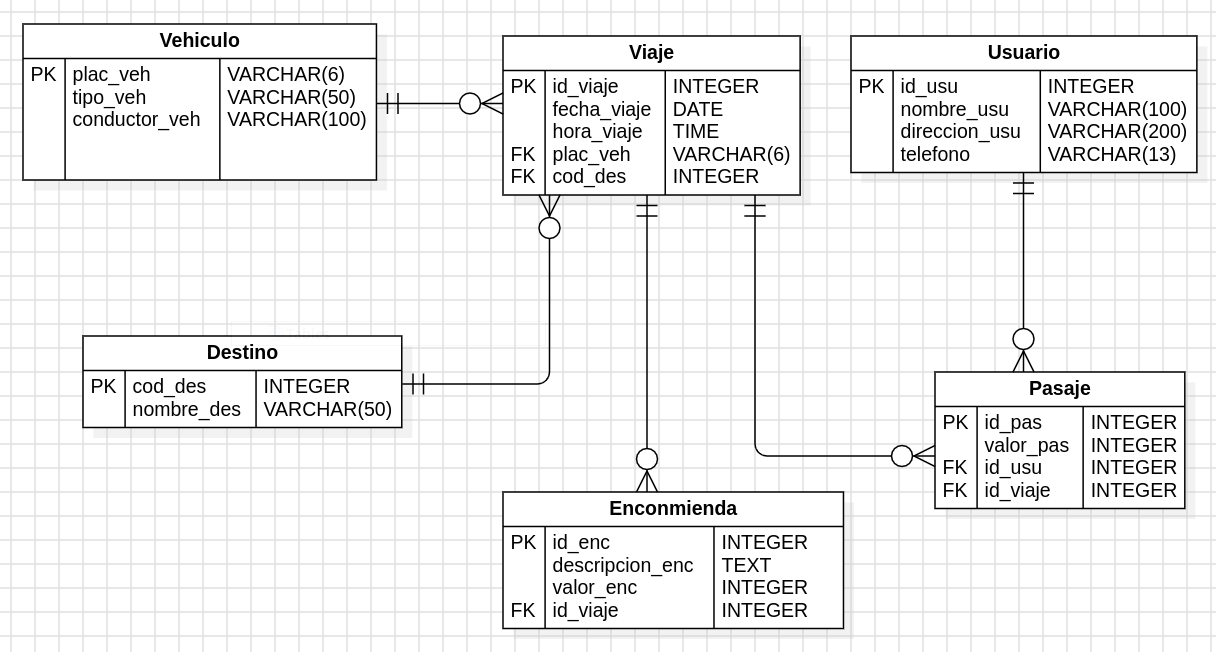 Vehiculo
PK plac_veh VARCHAR(6)
tipo_veh VARCHAR(50)
conductor_veh VARCHAR(100)
Viaje
PK id_viaje INTEGER
fecha_viaje DATE
hora_viaje TIME
FK plac_veh VARCHAR(6)
FK cod_des INTEGER
Usuario
PK id_usu INTEGER
nombre_usu VARCHAR(100)
direccion_usu VARCHAR(200)
telefono VARCHAR(13)
Destino
PK cod_des INTEGER
nombre_des VARCHAR(50)
Pasaje
PK id_pas INTEGER
valor_pas INTEGER
FK id_usu INTEGER
FK id_viaje INTEGER
Enconmienda
PK id_enc INTEGER
descripcion_enc TEXT
valor_enc INTEGER
FK id_viaje INTEGER